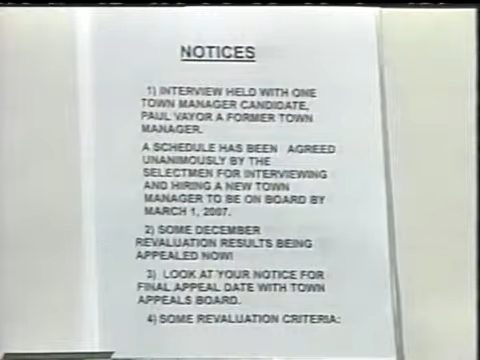 NOTICES
1) INTERVIEW HELD WITH ONE
TOWN MANAGER CANDIDATE,
PAUL VAYOR A FORMER TOWN
MANAGER.
A SCHEDULE HAS BEEN AGREED
UNANIMOUSLY BY THE
SELECTMEN FOR INTERVIEWING
AND HIRING A NEW TOWN
MANAGER TO BE ON BOARD BY
MARCH 1, 2007.
2) SOME DECEMBER
REVALUATION RESULTS BEING
APPEALED NOW!
3) LOOK AT YOUR NOTICE FOR
FINAL APPEAL DATE WITH TOWN
APPEALS BOARD.
4) SOME REVALUATION CRITERIA: